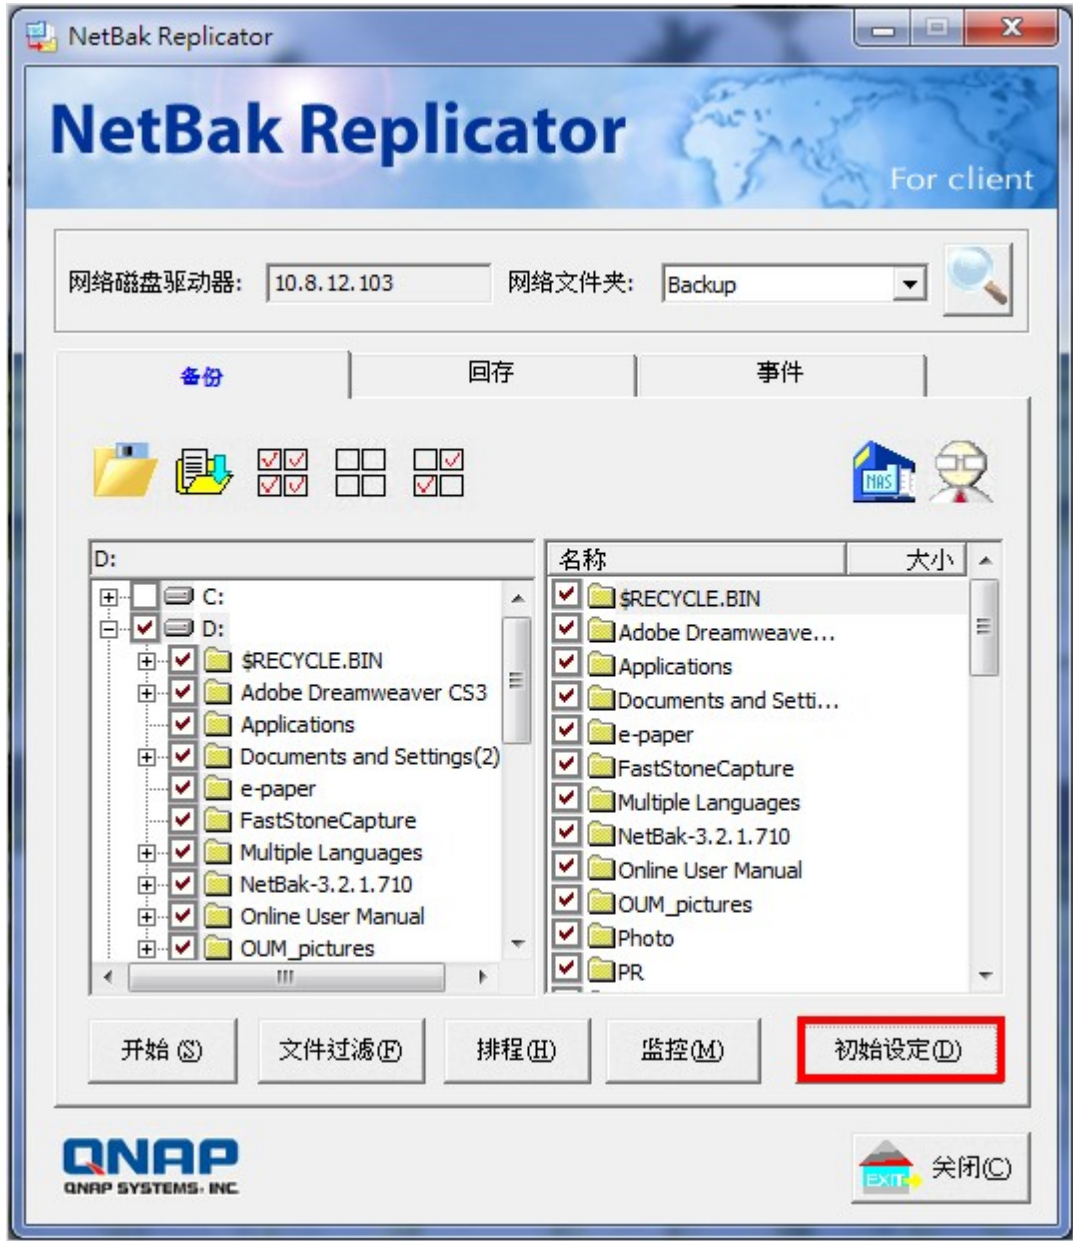 NetBak Replicator
NetBak Replicator
For client
网络磁盘驱动器: 10.8.12.103 网络文件夹: Backup
备份 回存 事件
NAS
D:
C:
D:
$RECYCLE.BIN
Adobe Dreamweaver CS3
Applications
Documents and Settings(2)
e-paper
FastStoneCapture
Multiple Languages
NetBak-3.2.1.710
Online User Manual
OUM_pictures
名称 大小
$RECYCLE.BIN
Adobe Dreamweave...
Applications
Documents and Setti...
e-paper
FastStoneCapture
Multiple Languages
NetBak-3.2.1.710
Online User Manual
OUM_pictures
Photo
PR
开始 (S) 文件过滤(F) 排程(H) 监控(M) 初始设定(D)
QNAP
QNAP SYSTEMS, INC
EXIT 关闭(C)